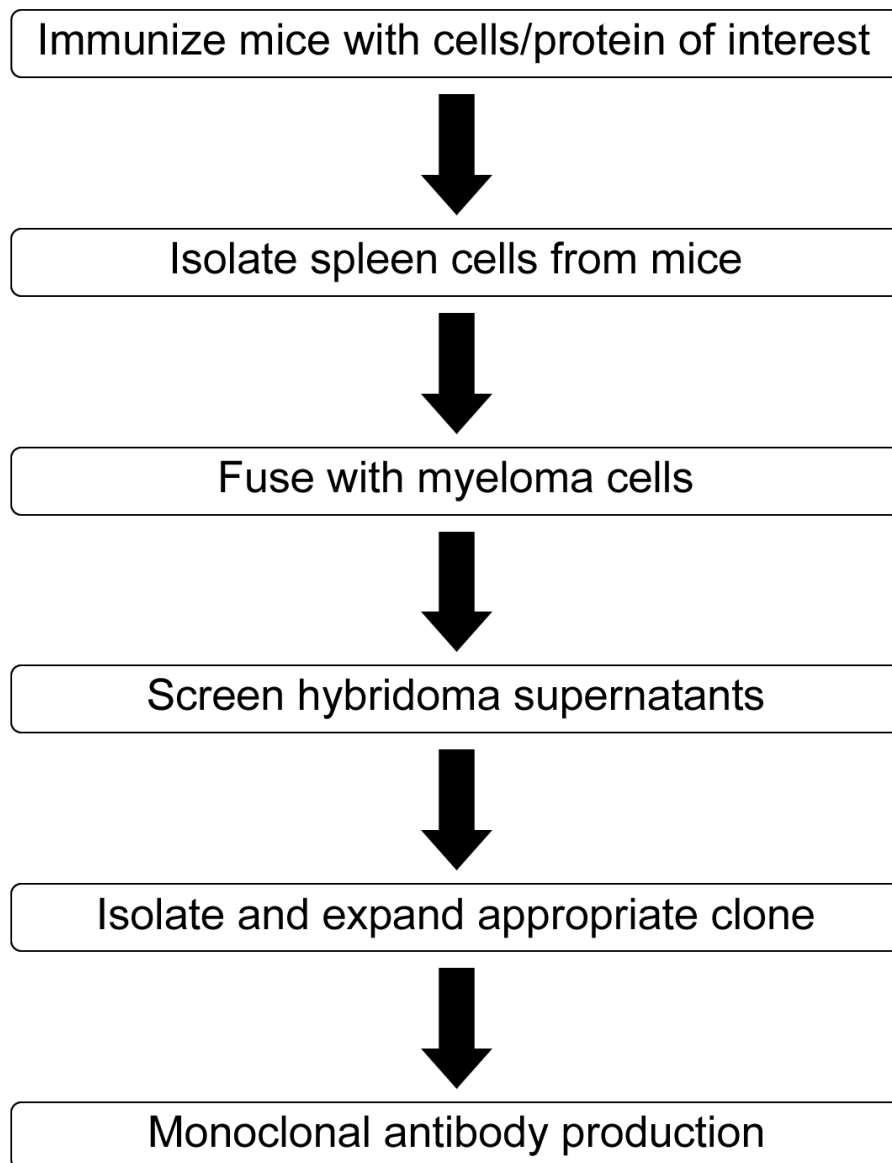 Immunize mice with cells/protein of interest
Isolate spleen cells from mice
Fuse with myeloma cells
Screen hybridoma supernatants
Isolate and expand appropriate clone
Monoclonal antibody production